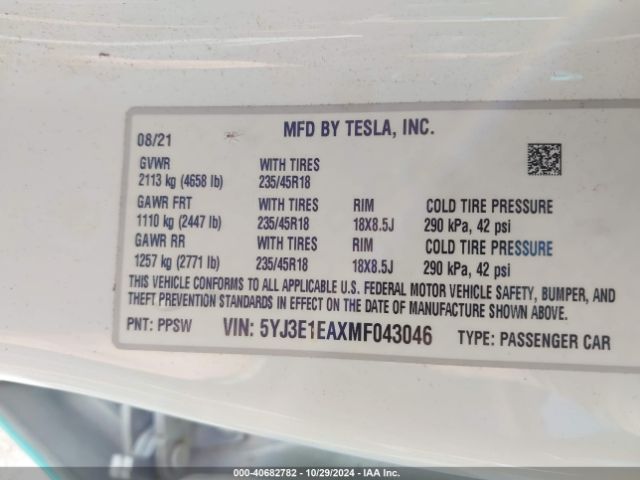 MFD BY TESLA, INC.
08/21
GVWR WITH TIRES
2113 kg (4658 lb) 235/45R18
GAWR FRT WITH TIRES RIM COLD TIRE PRESSURE
1110 kg (2447 lb) 235/45R18 18X8.5J 290 kPa, 42 psi
GAWR RR WITH TIRES RIM COLD TIRE PRESSURE
1257 kg (2771 lb) 235/45R18 18X8.5J 290 kPa, 42 psi
THIS VEHICLE CONFORMS TO ALL APPLICABLE U.S. FEDERAL MOTOR VEHICLE SAFETY, BUMPER, AND
THEFT PREVENTION STANDARDS IN EFFECT ON THE DATE OF MANUFACTURE SHOWN ABOVE.
PNT: PPSW VIN: 5YJ3E1EAXMF043046 TYPE: PASSENGER CAR
000-40682782 - 10/29/2024 - IAA Inc.